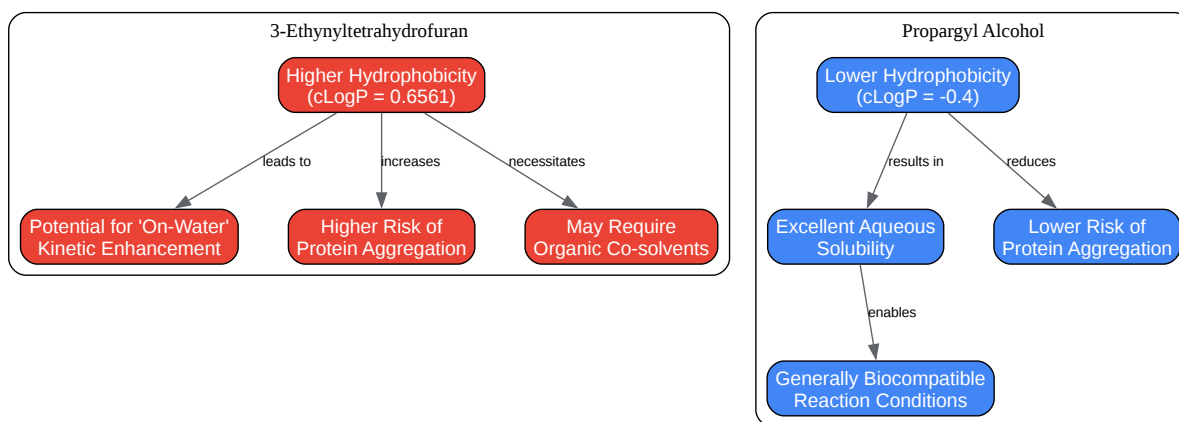 3-Ethynyltetrahydrofuran
Higher Hydrophobicity
(cLogP = 0.6561)
leads to
increases
necessitates
Potential for 'On-Water'
Kinetic Enhancement
Higher Risk of
Protein Aggregation
May Require
Organic Co-solvents
Propargyl Alcohol
Lower Hydrophobicity
(cLogP = -0.4)
results in
reduces
Excellent Aqueous
Solubility
Lower Risk of
Protein Aggregation
enables
Generally Biocompatible
Reaction Conditions